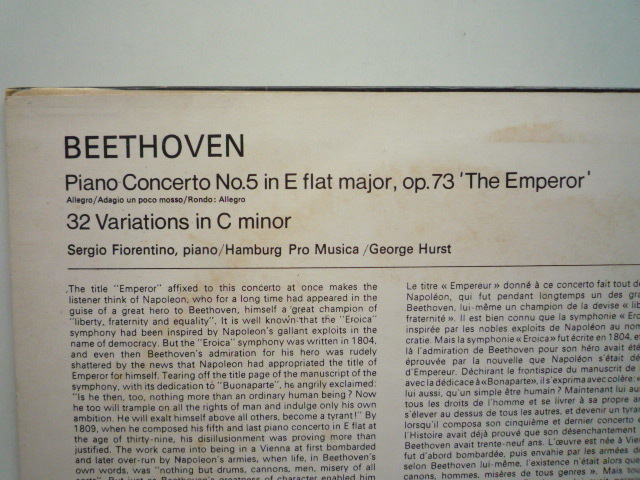 BEETHOVEN
Piano Concerto No.5 in E flat major, op.73 'The Emperor'
Allegro/Adagio un poco mosso/Rondo: Allegro
32 Variations in C minor
Sergio Fiorentino, piano/Hamburg Pro Musica/George Hurst
The title "Emperor" affixed to this concerto at once makes the
listener think of Napoleon, who for a long time had appeared in the
guise of a great hero to Beethoven, himself a great champion of
"liberty, fraternity and equality". It is well known that the "Eroica"
symphony had been inspired by Napoleon's gallant exploits in the
name of democracy. But the "Eroica" symphony was written in 1804,
and even then Beethoven's admiration for his hero was rudely
shattered by the news that Napoleon had appropriated the title of
Emperor for himself. Tearing off the title page of the manuscript of the
symphony, with its dedication to "Buonaparte", he angrily exclaimed:
"Is he then, too, nothing more than an ordinary human being? Now
he too will trample on all the rights of man and indulge only his own
ambition. He will exalt himself above all others, become a tyrant!" By
1809, when he composed his fifth and last piano concerto in E flat at
the age of thirty-nine, his disillusionment was proving more than
justified. The work came into being in a Vienna at first bombarded
and later over-run by Napoleon's armies, when life, in Beethoven's
own words, was "nothing but drums, cannons, men, misery of all
Le titre « Empereur » donné à ce concerto fait tout de
Napoléon, qui fut pendant longtemps un des gra
Beethoven, lui-même un champion de la devise « lib
fraternité ». Il est bien connu que la symphonie « Ero
inspirée par les nobles exploits de Napoléon au nom
cratie. Mais la symphonie « Eroica » fut écrite en 1804, e
là l'admiration de Beethoven pour son héro avait été
éprouvée par la nouvelle que Napoléon s'était dé
d'Empereur. Déchirant le frontispice du manuscrit de
avec la dédicace à «Bonaparte», il s'exprima avec colère: «
lui aussi, qu'un simple être humain? Maintenant lui au
tous les droits de l'homme et se livrer à sa propre a
s'élever au dessus de tous les autres, et devenir un tyran
lorsqu'il composa son cinquième et dernier concerto e
l'Histoire avait déjà prouvé que son désenchantement
Beethoven avait trente-neuf ans. L'œuvre est née à Vie
fut d'abord bombardée, puis envahie par les armées d
selon Beethoven lui-même, l'existence n'était alors que
canons, hommes, misères de tous genres ». Mais to